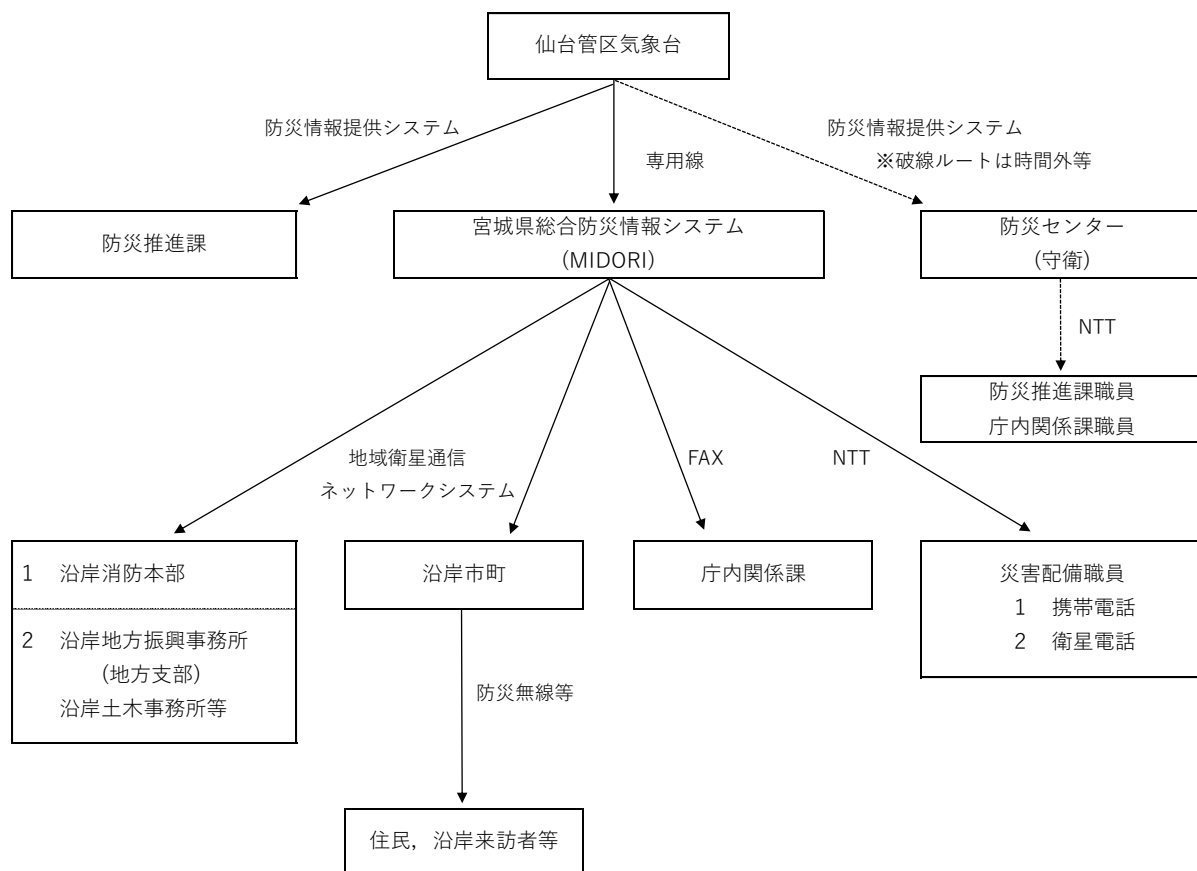 仙台管区気象台
防災情報提供システム
専用線
防災情報提供システム
※破線ルートは時間外等
防災推進課
宮城県総合防災情報システム
(MIDORI)
防災センター
(守衛)
NTT
防災推進課職員
庁内関係課職員
地域衛星通信
ネットワークシステム
FAX
NTT
1 沿岸消防本部
2 沿岸地方振興事務所
(地方支部)
沿岸土木事務所等
沿岸市町
庁内関係課
災害配備職員
1 携帯電話
2 衛星電話
防災無線等
住民，沿岸来訪者等